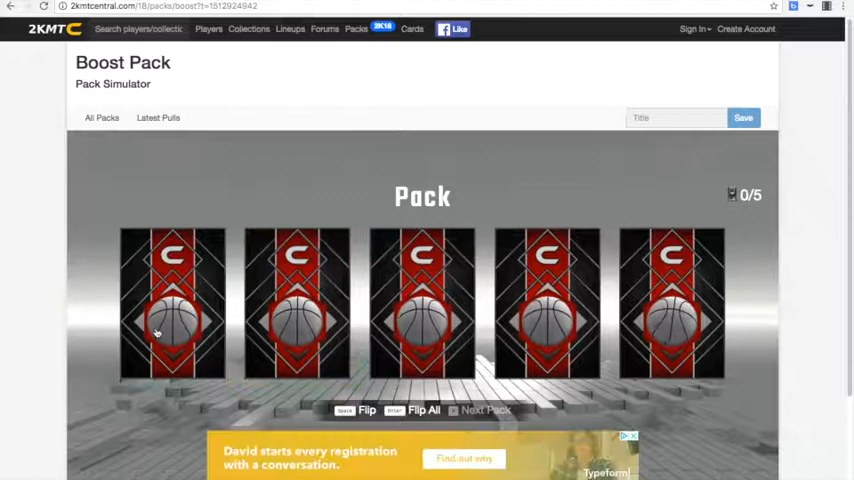 2kmtcentral.com/18/packs/boost?t=1512924942
2KMTC Search players/collectic Players Collections Lineups Forums Packs 2K18 Cards Like Sign In Create Account
Boost Pack
Pack Simulator
All Packs Latest Pulls Title Save
Pack
0/5
C C C C C
Space Flip Enter Flip All Next Pack
David starts every registration
with a conversation.
Find out why
Typeform